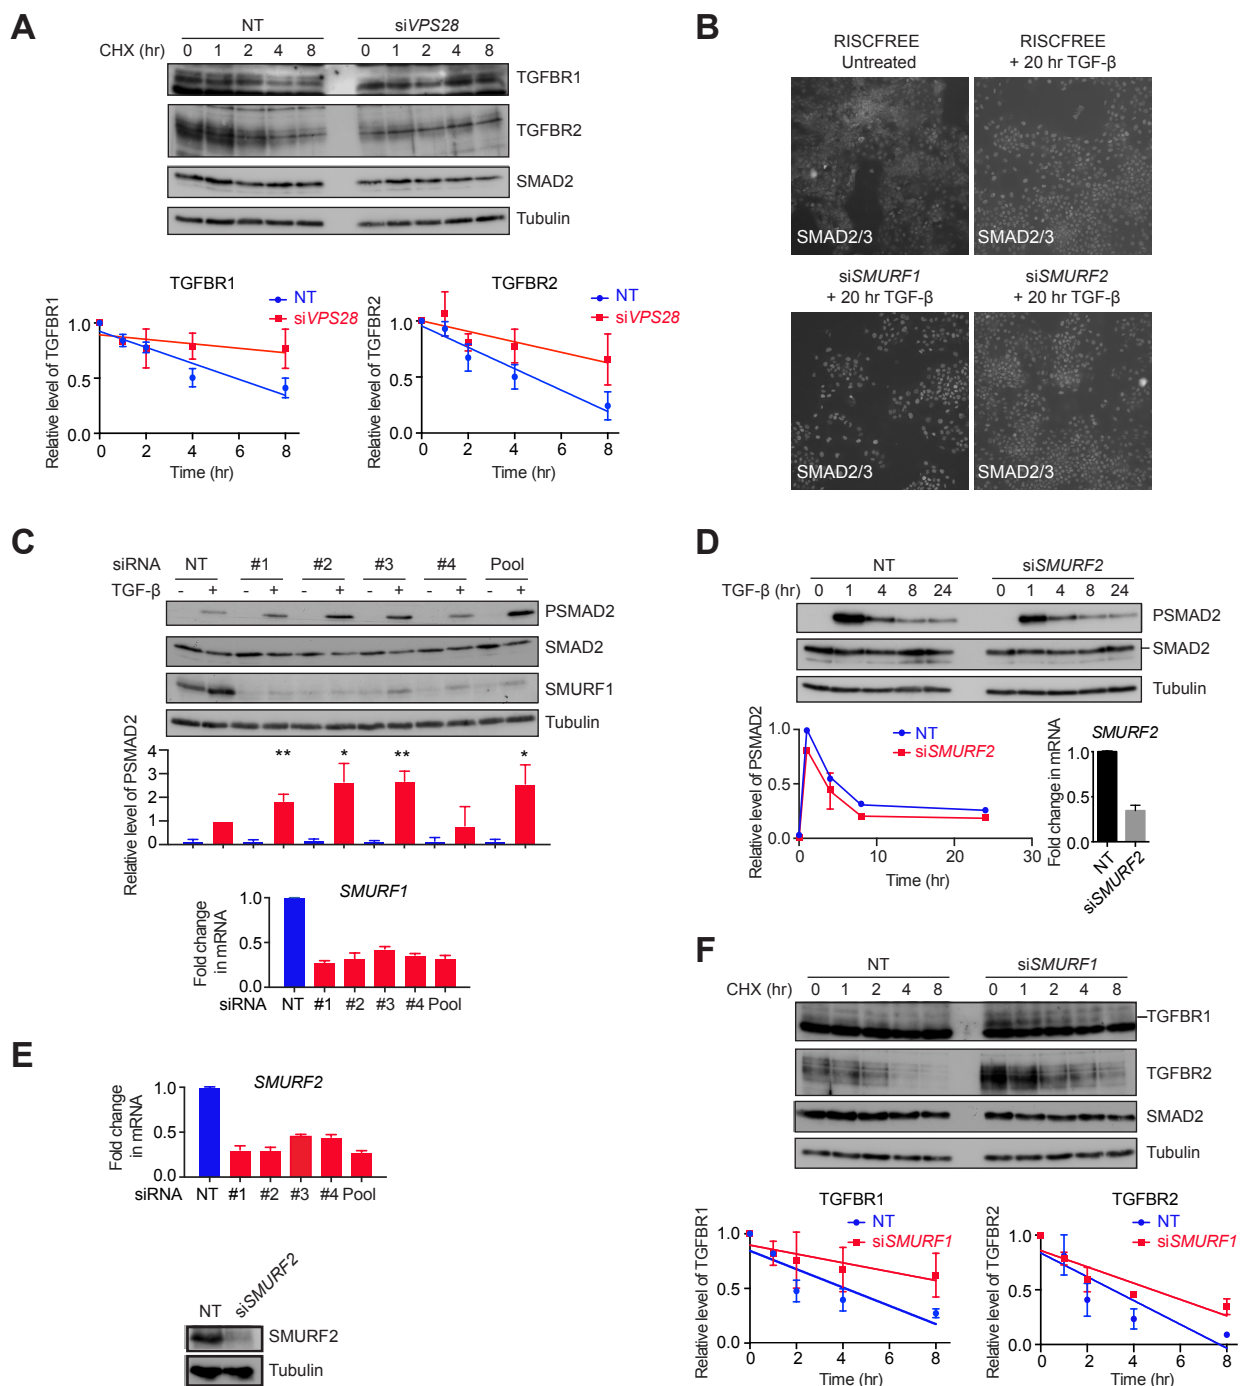 A
NT
siVPS28
CHX (hr)
0 1 2 4 8 0 1 2 4 8
TGFBR1
TGFBR2
SMAD2
Tubulin
TGFBR1
NT
siVPS28
Relative level of TGFBR1
1.0
0.5
0.0
0 2 4 6 8
Time (hr)
TGFBR2
NT
siVPS28
Relative level of TGFBR2
1.0
0.5
0.0
0 2 4 6 8
Time (hr)
B
RISCFREE
Untreated
RISCFREE
+ 20 hr TGF-β
SMAD2/3
SMAD2/3
siSMURF1
+ 20 hr TGF-β
siSMURF2
+ 20 hr TGF-β
SMAD2/3
SMAD2/3
C
siRNA NT #1 #2 #3 #4 Pool
TGF-β - + - + - + - + - + - +
PSMAD2
SMAD2
SMURF1
Tubulin
Relative level of PSMAD2
4
3
2
1
0
** * ** *
SMURF1
Fold change
in mRNA
1.0
0.5
0.0
siRNA NT #1 #2 #3 #4 Pool
D
NT
siSMURF2
TGF-β (hr) 0 1 4 8 24 0 1 4 8 24
PSMAD2
SMAD2
Tubulin
Relative level of PSMAD2
1.0
0.5
0.0
0 10 20 30
Time (hr)
NT
siSMURF2
SMURF2
Fold change in mRNA
1.0
0.5
0.0
NT
siSMURF2
E
SMURF2
Fold change
in mRNA
1.0
0.5
0.0
siRNA NT #1 #2 #3 #4 Pool
NT
siSMURF2
SMURF2
Tubulin
F
NT
siSMURF1
CHX (hr) 0 1 2 4 8 0 1 2 4 8
TGFBR1
TGFBR2
SMAD2
Tubulin
TGFBR1
NT
siSMURF1
Relative level of TGFBR1
1.0
0.5
0.0
0 2 4 6 8
Time (hr)
TGFBR2
NT
siSMURF1
Relative level of TGFBR2
1.0
0.5
0.0
0 2 4 6 8
Time (hr)